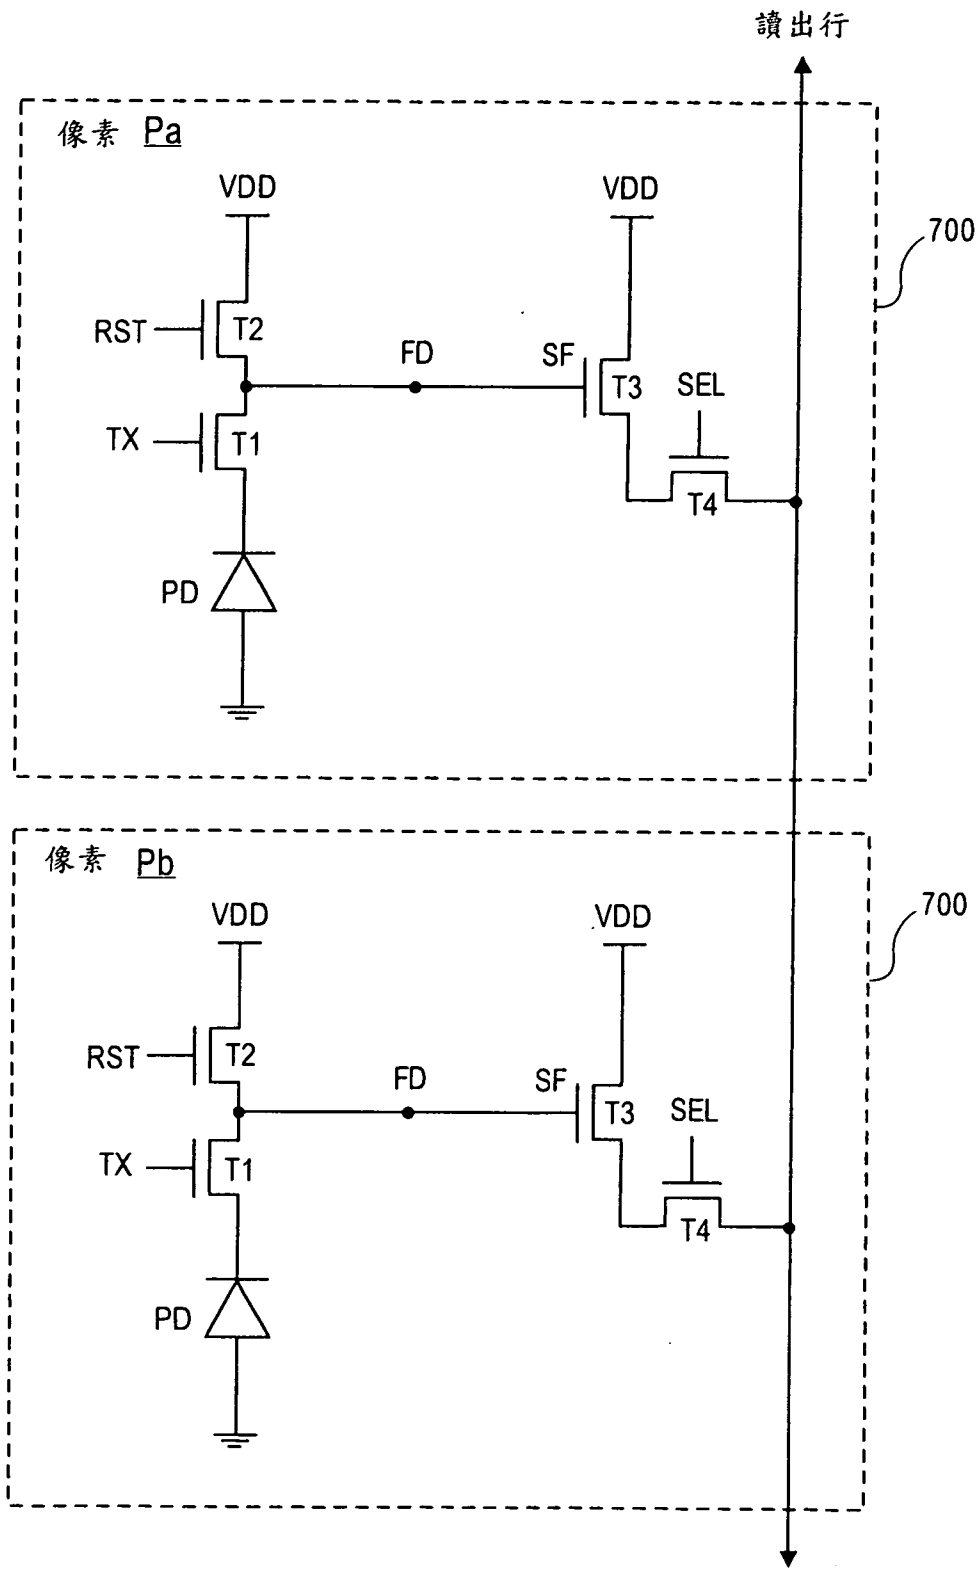 讀出行
像素 Pa
700
VDD
VDD
RST
T2
FD
SF
T3
SEL
TX
T1
T4
PD
像素 Pb
700
VDD
VDD
RST
T2
FD
SF
T3
SEL
TX
T1
T4
PD